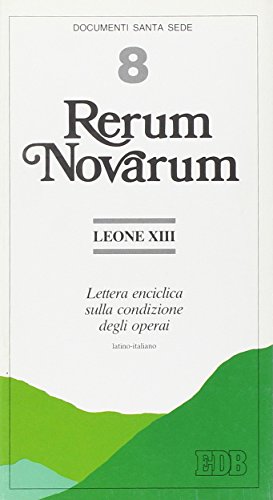 DOCUMENTI SANTA SEDE
8
Rerum
Novarum
LEONE XIII
Lettera enciclica
sulla condizione
degli operai
latino-italiano
EDB